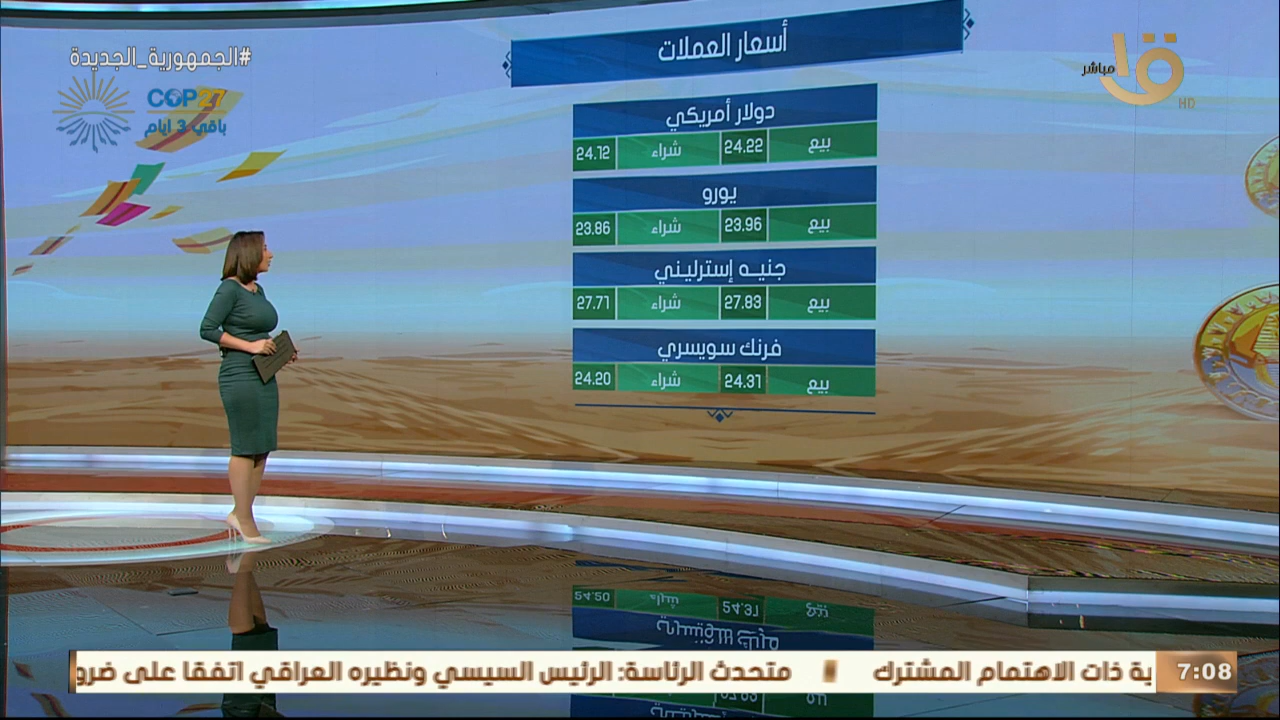 #الجمهورية_الجديدة
COP27
باقي 3 ايام
مباشر
HD
أسعار العملات
دولار أمريكي
بيع 24.22 شراء 24.12
يورو
بيع 23.96 شراء 23.86
جنيه إسترليني
بيع 27.83 شراء 27.71
فرنك سويسري
بيع 24.31 شراء 24.20
7:08 ية ذات الاهتمام المشترك متحدث الرئاسة: الرئيس السيسي ونظيره العراقي اتفقا على ضرو